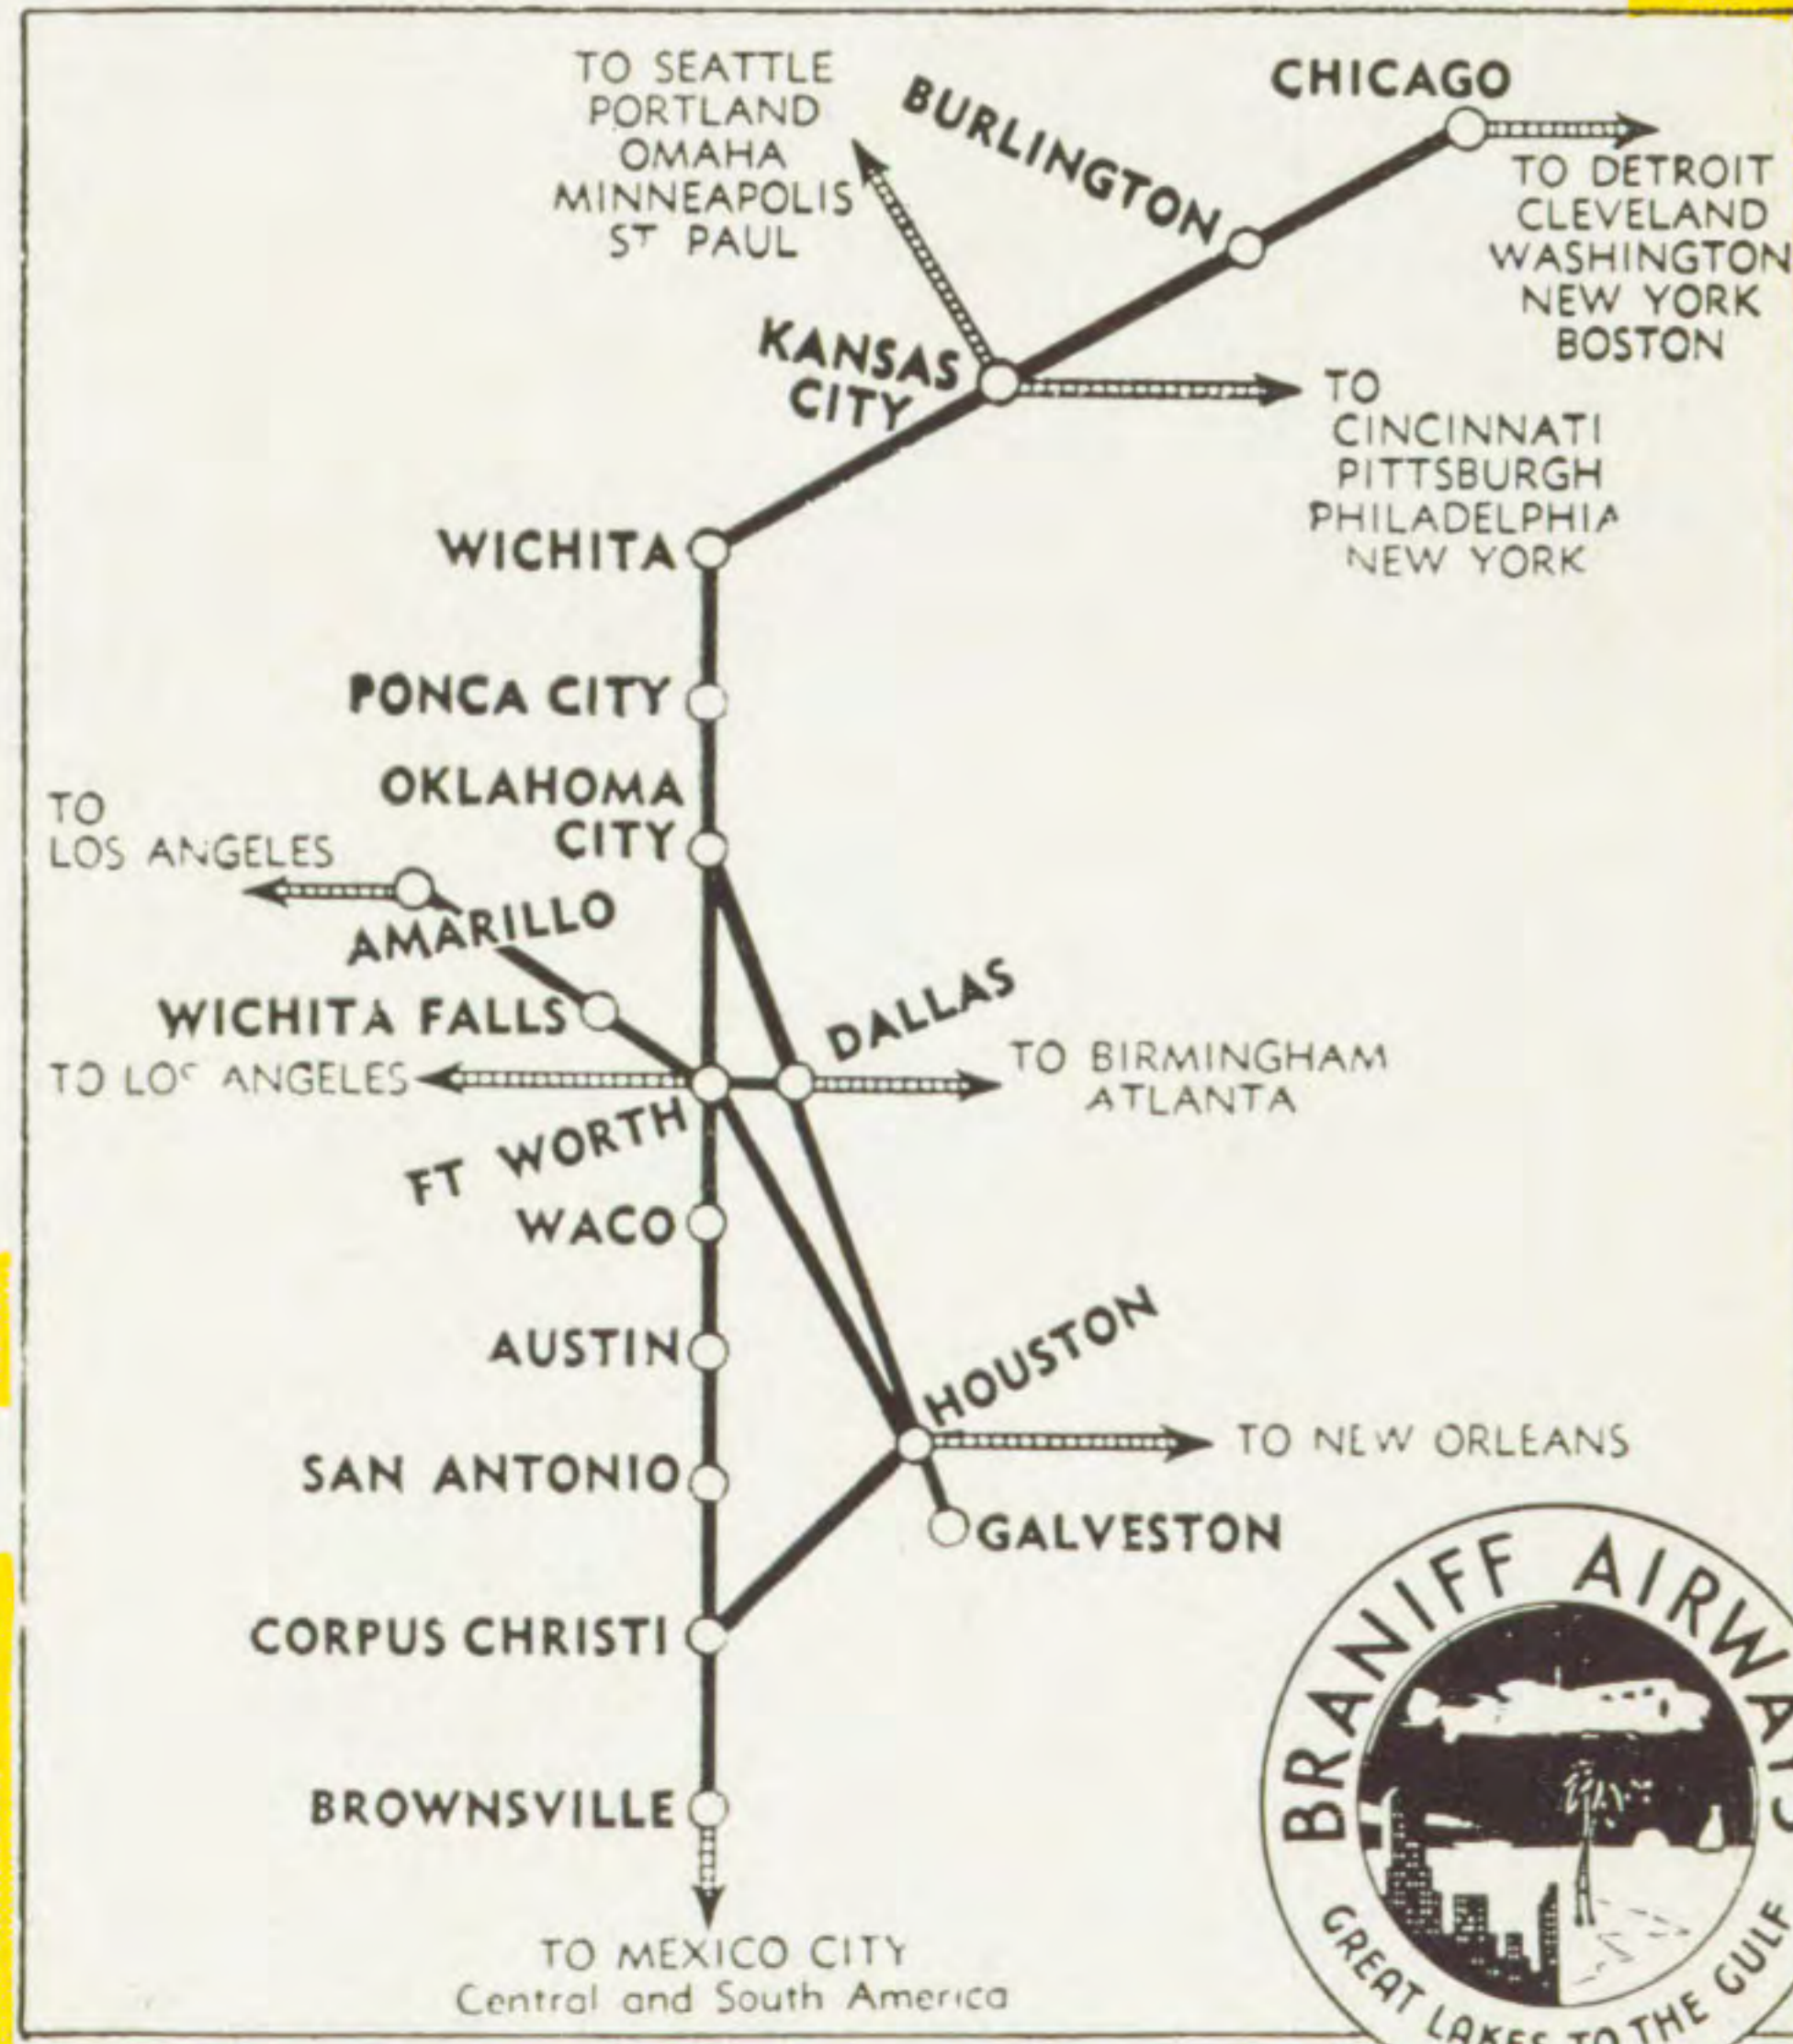 TO SEATTLE
PORTLAND
OMAHA
MINNEAPOLIS
ST PAUL
BURLINGTON
CHICAGO
TO DETROIT
CLEVELAND
WASHINGTON
NEW YORK
BOSTON
KANSAS
CITY
TO
CINCINNATI
PITTSBURGH
PHILADELPHIA
NEW YORK
WICHITA
PONCA CITY
OKLAHOMA
CITY
TO
LOS ANGELES
AMARILLO
WICHITA FALLS
DALLAS
TO LOS ANGELES
TO BIRMINGHAM
ATLANTA
FT WORTH
WACO
AUSTIN
HOUSTON
TO NEW ORLEANS
SAN ANTONIO
GALVESTON
CORPUS CHRISTI
BROWNSVILLE
TO MEXICO CITY
Central and South America
BRANIFF AIRWAYS
GREAT LAKES TO THE GULF